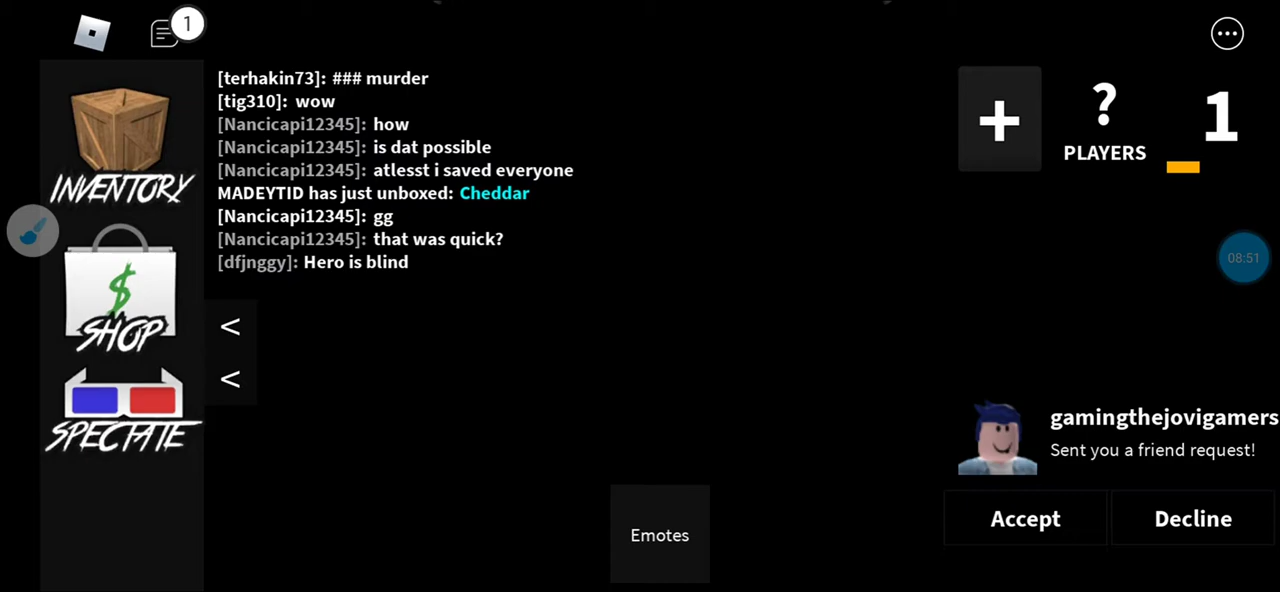 1
[terhakin73]: ### murder
[tig310]: wow
[Nancicapi12345]: how
[Nancicapi12345]: is dat possible
[Nancicapi12345]: atlesst i saved everyone
MADEYTID has just unboxed: Cheddar
[Nancicapi12345]: gg
[Nancicapi12345]: that was quick?
[dfjnggy]: Hero is blind
INVENTORY
$
SHOP
SPECTATE
<
<
+
?
PLAYERS
1
08:51
gamingthejovigamers
Sent you a friend request!
Accept
Decline
Emotes